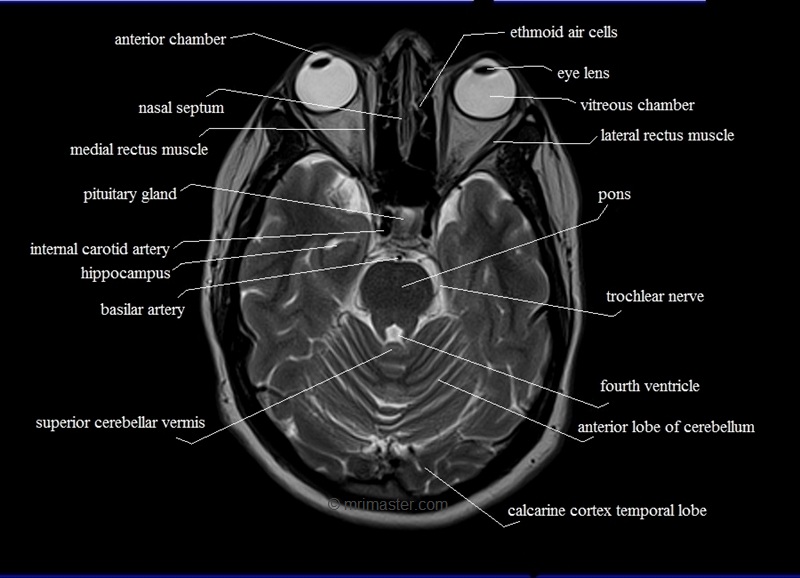 anterior chamber
ethmoid air cells
eye lens
nasal septum
vitreous chamber
medial rectus muscle
lateral rectus muscle
pituitary gland
pons
internal carotid artery
hippocampus
basilar artery
trochlear nerve
fourth ventricle
superior cerebellar vermis
anterior lobe of cerebellum
© mrimaster.com
calcarine cortex temporal lobe